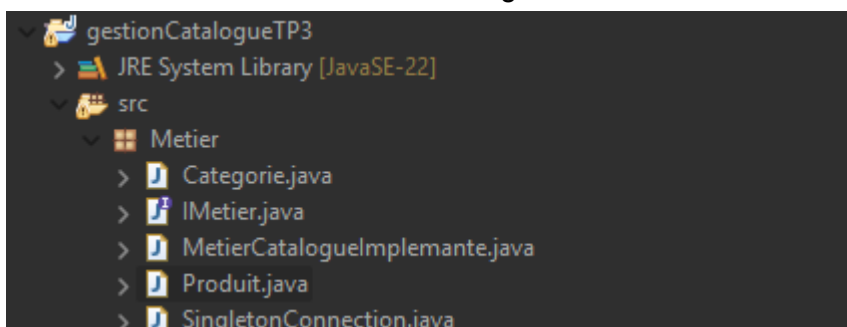 gestionCatalogueTP3
JRE System Library [JavaSE-22]
src
Metier
Categorie.java
IMetier.java
MetierCatalogueImplemante.java
Produit.java
SingletonConnection.java